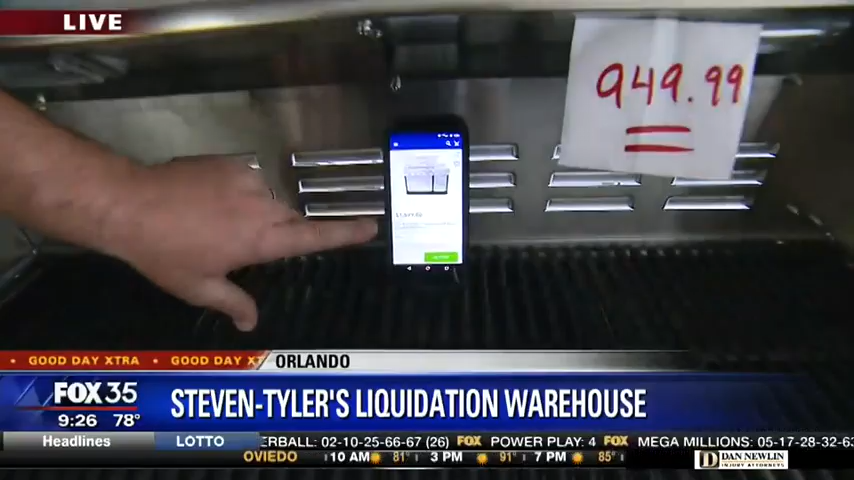 LIVE
949.99
GOOD DAY XTRA • GOOD DAY XT
ORLANDO
FOX 35
9:26 78°
STEVEN-TYLER'S LIQUIDATION WAREHOUSE
Headlines
LOTTO
ERBALL: 02-10-25-66-67 (26) FOX POWER PLAY: 4 FOX MEGA MILLIONS: 05-17-28-32-63
OVIEDO 10 AM 81° 3 PM 91° 7 PM 85°
D DAN NEWLIN
INJURY ATTORNEYS